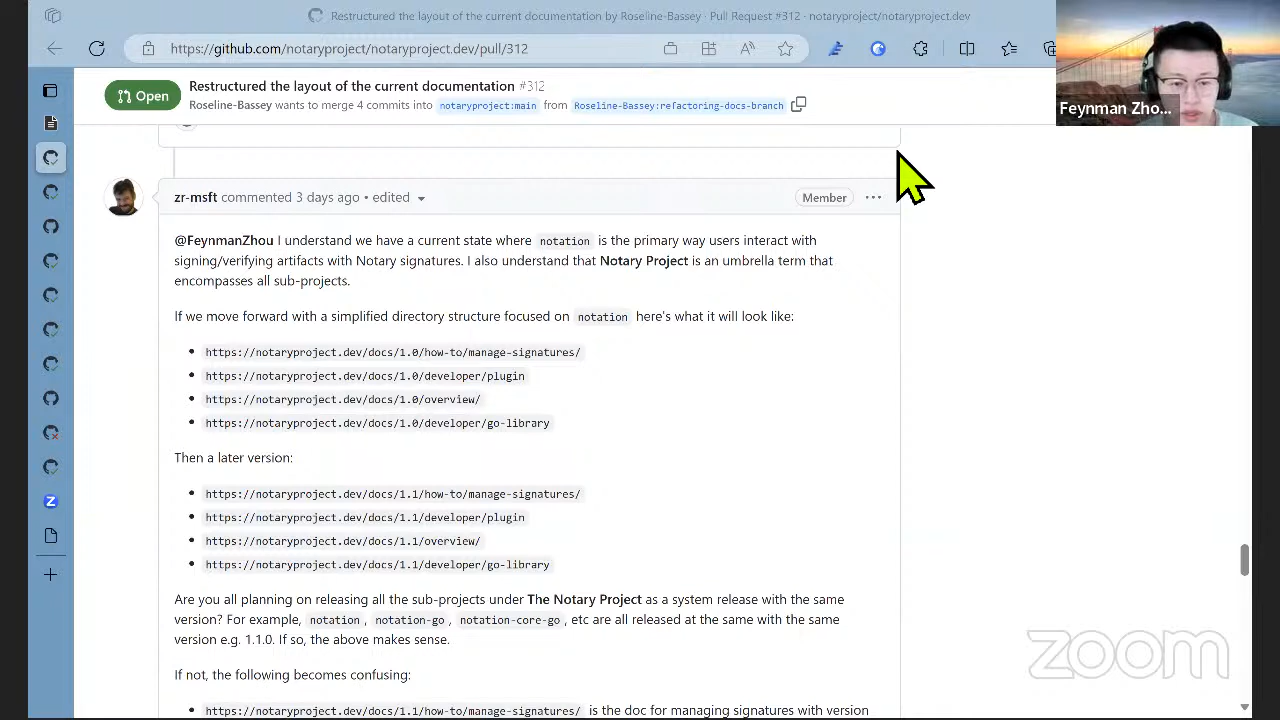 Restructured the layout of the current documentation by Roseline-Bassey · Pull Request #312 · notaryproject/notaryproject.dev
https://github.com/notaryproject/notaryproject.dev/pull/312
Open
Restructured the layout of the current documentation #312
Roseline-Bassey wants to merge 4 commits into notaryproject:main from Roseline-Bassey:refactoring-docs-branch
Feynman Zho...
zr-msft commented 3 days ago • edited
Member
@FeynmanZhou I understand we have a current state where notation is the primary way users interact with
signing/verifying artifacts with Notary signatures. I also understand that Notary Project is an umbrella term that
encompasses all sub-projects.
If we move forward with a simplified directory structure focused on notation here's what it will look like:
• https://notaryproject.dev/docs/1.0/how-to/manage-signatures/
• https://notaryproject.dev/docs/1.0/developer/plugin
• https://notaryproject.dev/docs/1.0/overview/
• https://notaryproject.dev/docs/1.0/developer/go-library
Then a later version:
• https://notaryproject.dev/docs/1.1/how-to/manage-signatures/
• https://notaryproject.dev/docs/1.1/developer/plugin
• https://notaryproject.dev/docs/1.1/overview/
• https://notaryproject.dev/docs/1.1/developer/go-library
Are you all planning on releasing all the sub-projects under The Notary Project as a system release with the same
version? For example, notation, notation-go, notation-core-go, etc are all released at the same with the same
version e.g. 1.1.0. If so, the above makes sense.
If not, the following becomes confusing:
• https://notaryproject.dev/docs/1.1/how-to/manage-signatures/ is the doc for managing signatures with version
zoom